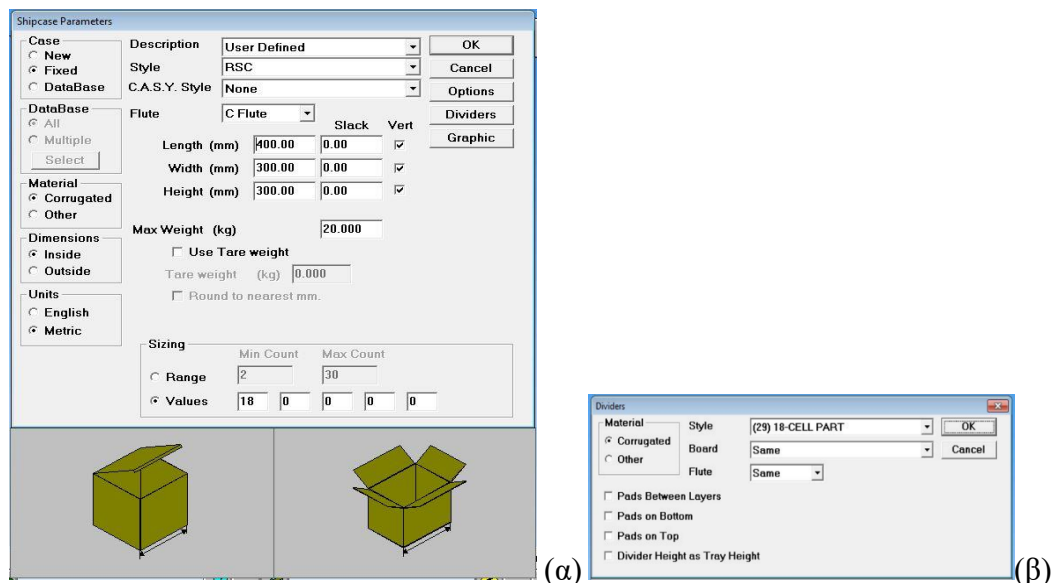 Shipcase Parameters
Case
New
Fixed
DataBase
DataBase
All
Multiple
Select
Material
Corrugated
Other
Dimensions
Inside
Outside
Units
English
Metric
Description User Defined
Style RSC
C.A.S.Y. Style None
Flute C Flute
Slack Vert
Length (mm) 400.00 0.00
Width (mm) 300.00 0.00
Height (mm) 300.00 0.00
Max Weight (kg) 20.000
Use Tare weight
Tare weight (kg) 0.000
Round to nearest mm.
Sizing
Min Count Max Count
Range 2 30
Values 18 0 0 0 0
OK
Cancel
Options
Dividers
Graphic
(α)
Dividers
Material
Corrugated
Other
Style (29) 18-CELL PART
Board Same
Flute Same
OK
Cancel
Pads Between Layers
Pads on Bottom
Pads on Top
Divider Height as Tray Height
(β)